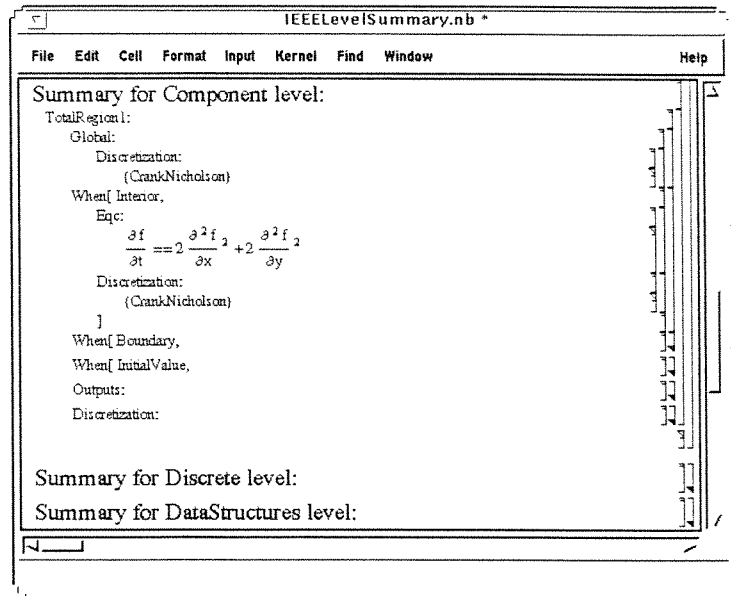 IEEELevelSummary.nb *
File Edit Cell Format Input Kernel Find Window Help
Summary for Component level:
TotalRegion1:
Global:
Discretization:
{CrankNicholson}
When[ Interior,
Eqc:
∂f/∂t ==2 ∂²f/∂x ² +2 ∂²f/∂y ²
Discretization:
{CrankNicholson}
]
When[ Boundary,
When[ InitialValue,
Outputs:
Discretization:
Summary for Discrete level:
Summary for DataStructures level: